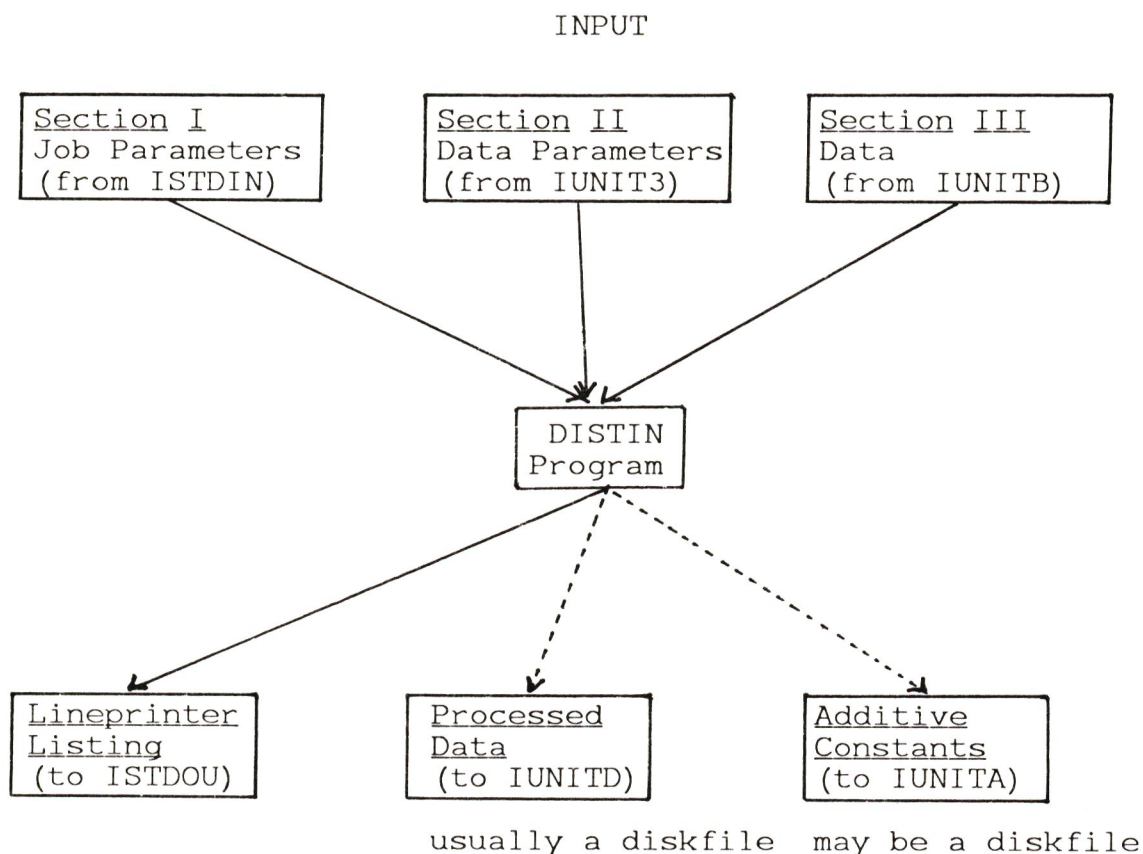 INPUT
Section I
Job Parameters
(from ISTDIN)
Section II
Data Parameters
(from IUNIT3)
Section III
Data
(from IUNITB)
DISTIN
Program
Lineprinter
Listing
(to ISTDOU)
Processed
Data
(to IUNITD)
usually a diskfile
Additive
Constants
(to IUNITA)
may be a diskfile